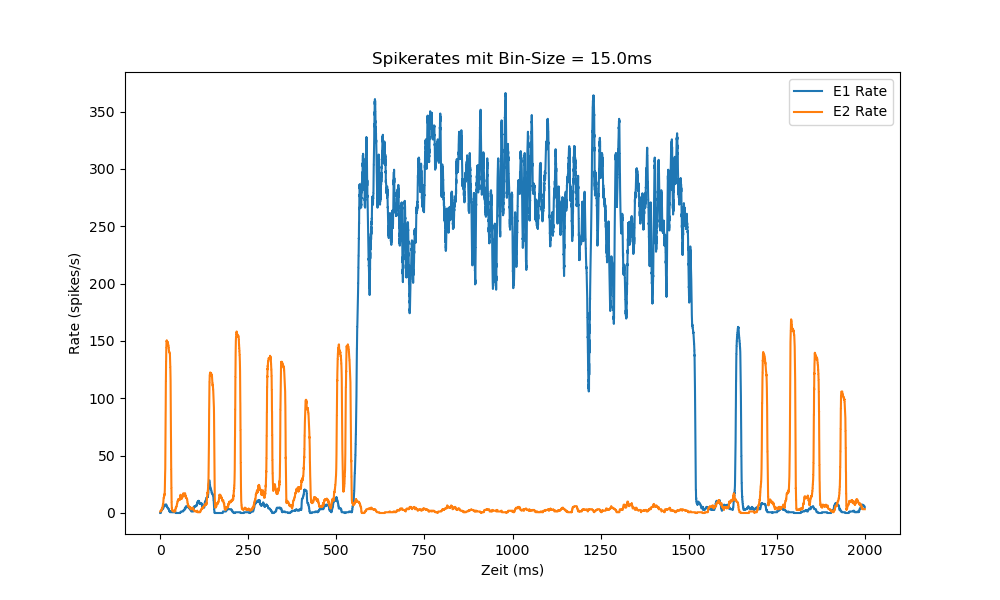 Spikerates mit Bin-Size = 15.0ms
E1 Rate
E2 Rate
Rate (spikes/s)
350
300
250
200
150
100
50
0
0 250 500 750 1000 1250 1500 1750 2000
Zeit (ms)